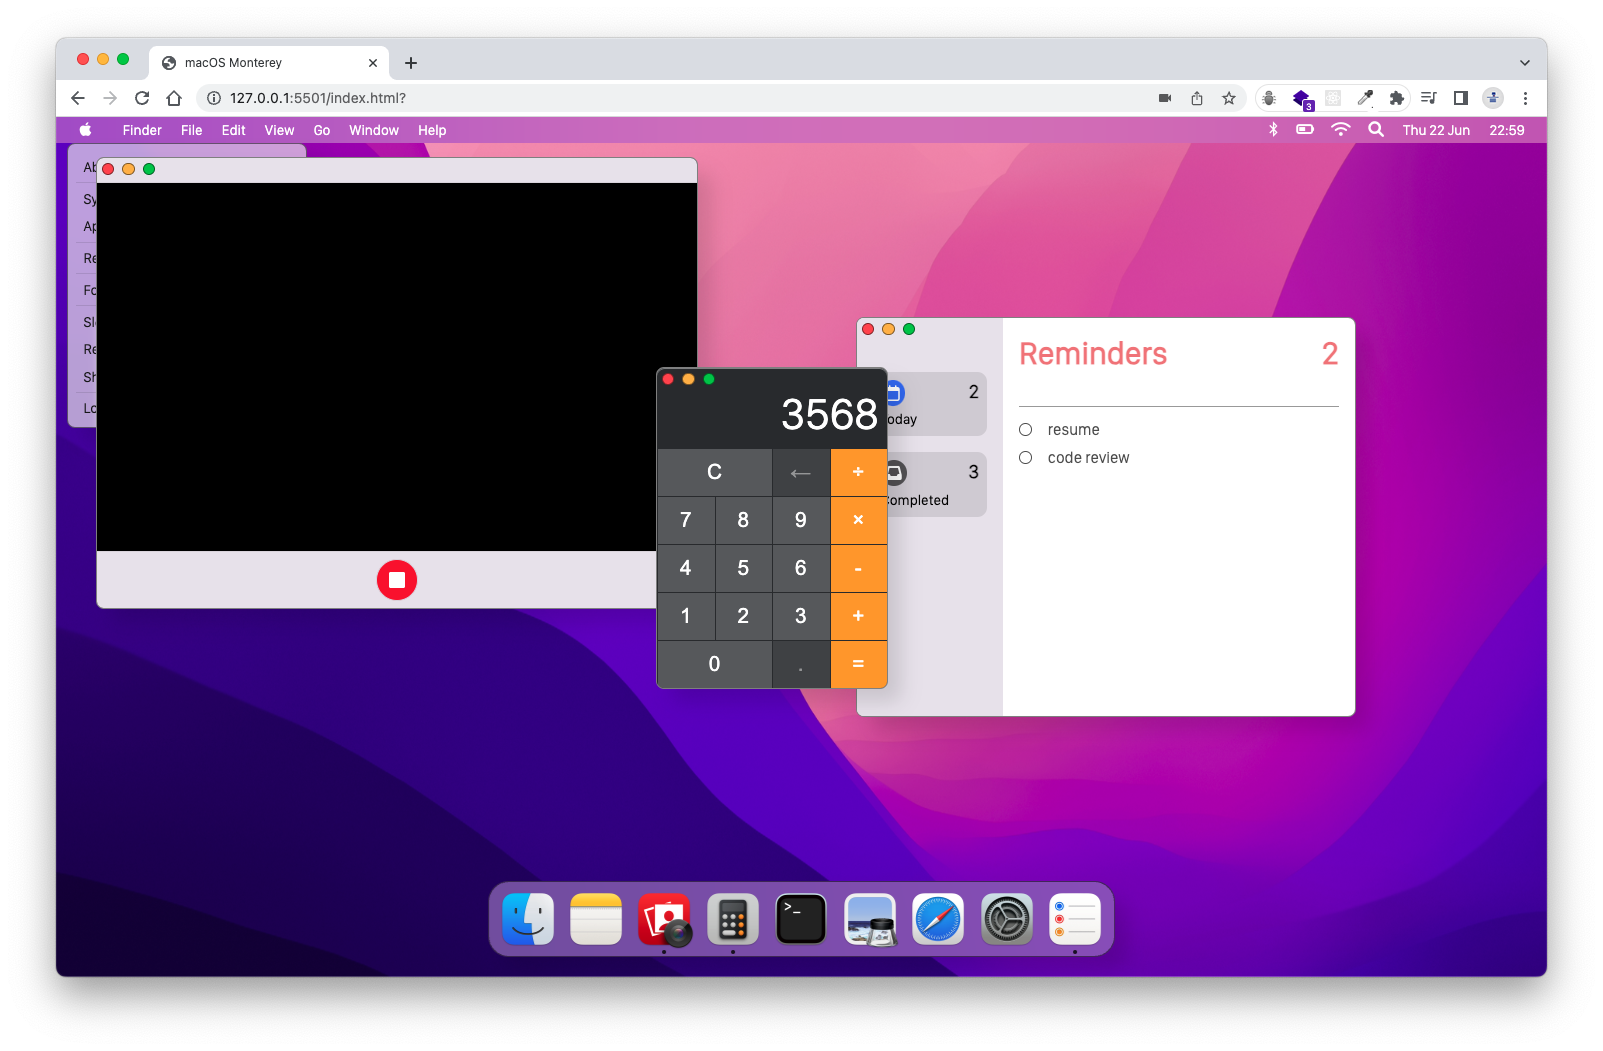 macOS Monterey
127.0.0.1:5501/index.html?
3
Finder File Edit View Go Window Help
Thu 22 Jun 22:59
Ab
Sy
Ap
Re
Fo
Sl
Re
Sh
Lo
Reminders 2
2
oday
3
ompleted
resume
code review
3568
C ← +
7 8 9 ×
4 5 6 -
1 2 3 +
0 . =
>_